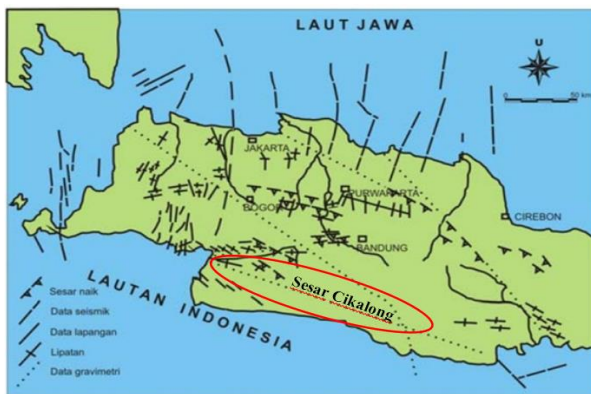 LAUT JAWA
U
0 50 km
JAKARTA
PURWAKARTA
BOGOR
CIREBON
BANDUNG
Sesar Cikalong
LAUTAN INDONESIA
Sesar naik
Data seismik
Data lapangan
Lipatan
Data gravimetri